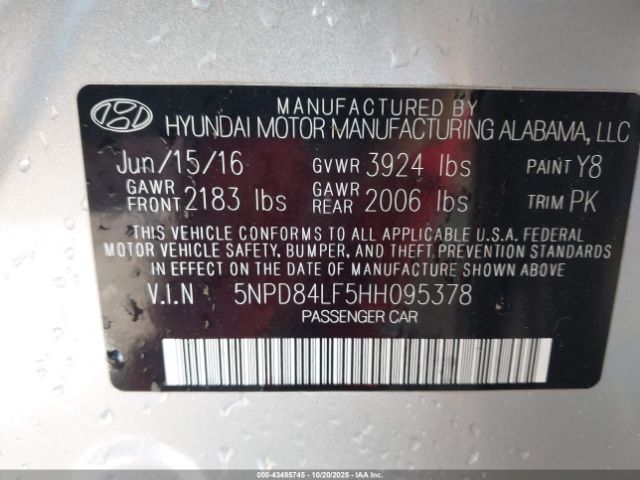 MANUFACTURED BY
HYUNDAI MOTOR MANUFACTURING ALABAMA, LLC
Jun/15/16 GVWR 3924 lbs PAINT Y8
GAWR FRONT 2183 lbs GAWR REAR 2006 lbs TRIM PK
THIS VEHICLE CONFORMS TO ALL APPLICABLE U.S.A. FEDERAL
MOTOR VEHICLE SAFETY, BUMPER, AND THEFT PREVENTION STANDARDS
IN EFFECT ON THE DATE OF MANUFACTURE SHOWN ABOVE.
V.I.N 5NPD84LF5HH095378
PASSENGER CAR
000-43495745 - 10/20/2025 - COPYRIGHT IAA, LLC.